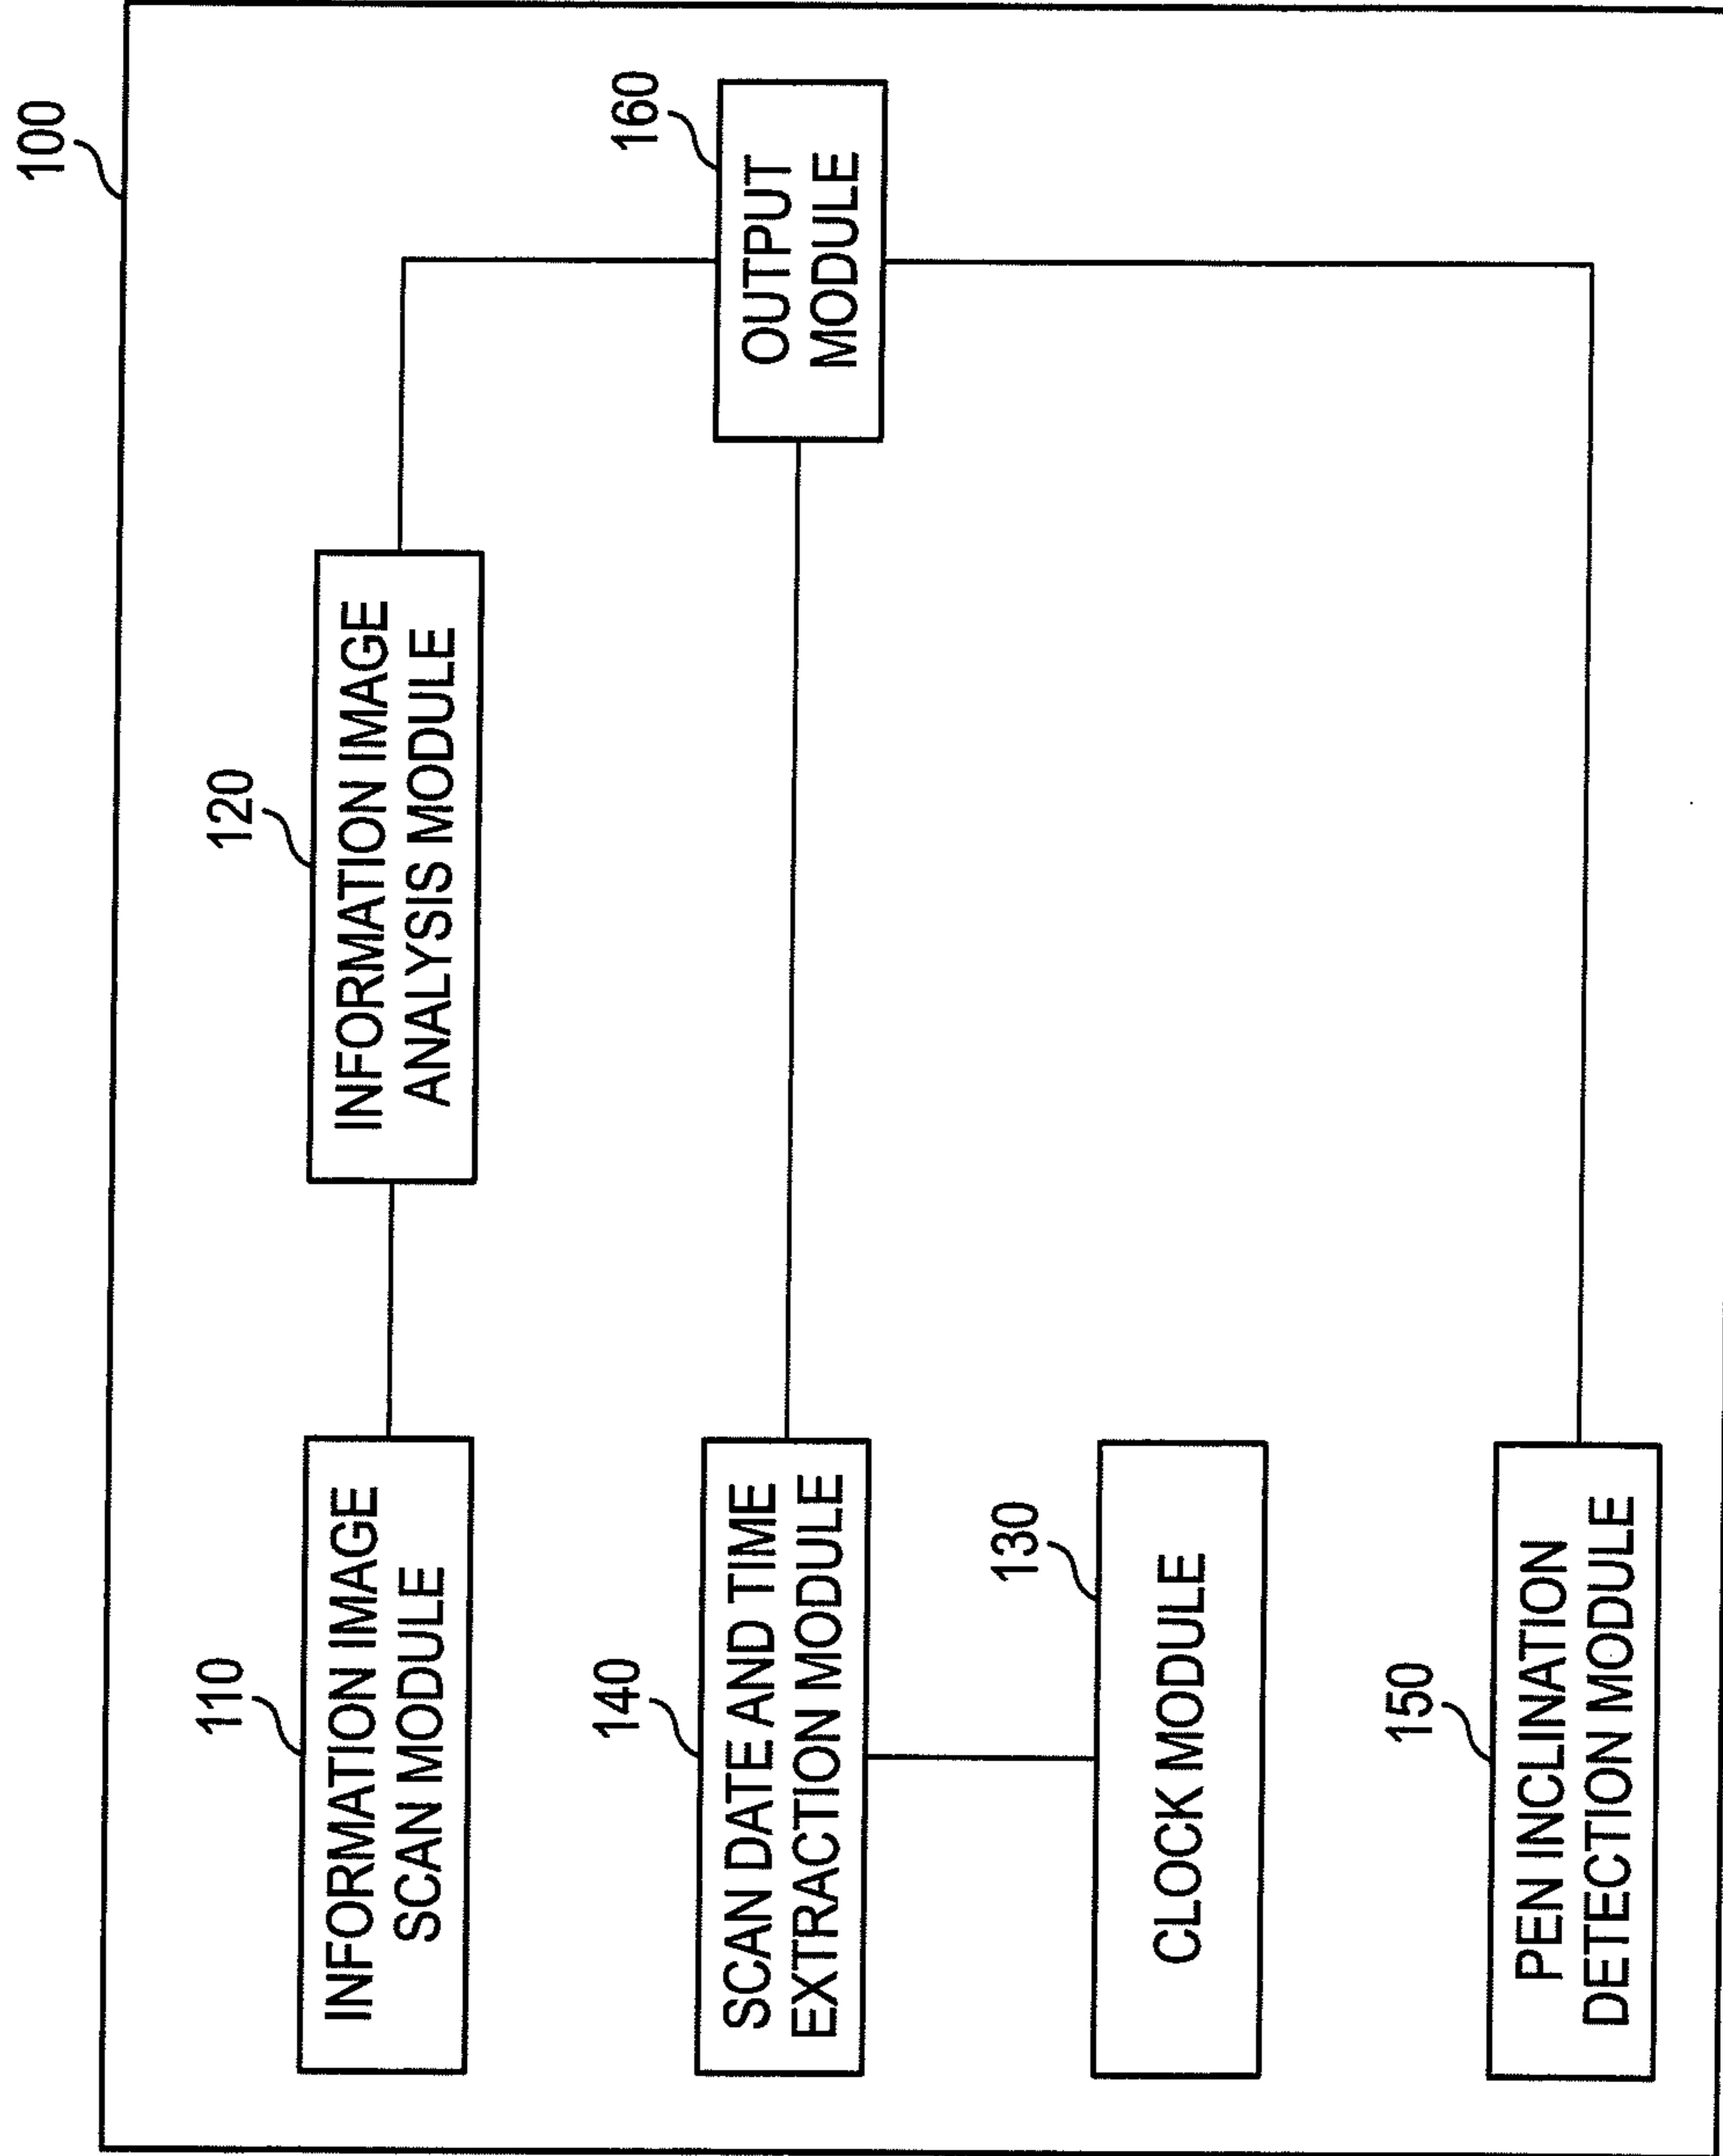 100
110
INFORMATION IMAGE
SCAN MODULE
120
INFORMATION IMAGE
ANALYSIS MODULE
140
SCAN DATE AND TIME
EXTRACTION MODULE
160
OUTPUT
MODULE
130
CLOCK MODULE
150
PEN INCLINATION
DETECTION MODULE